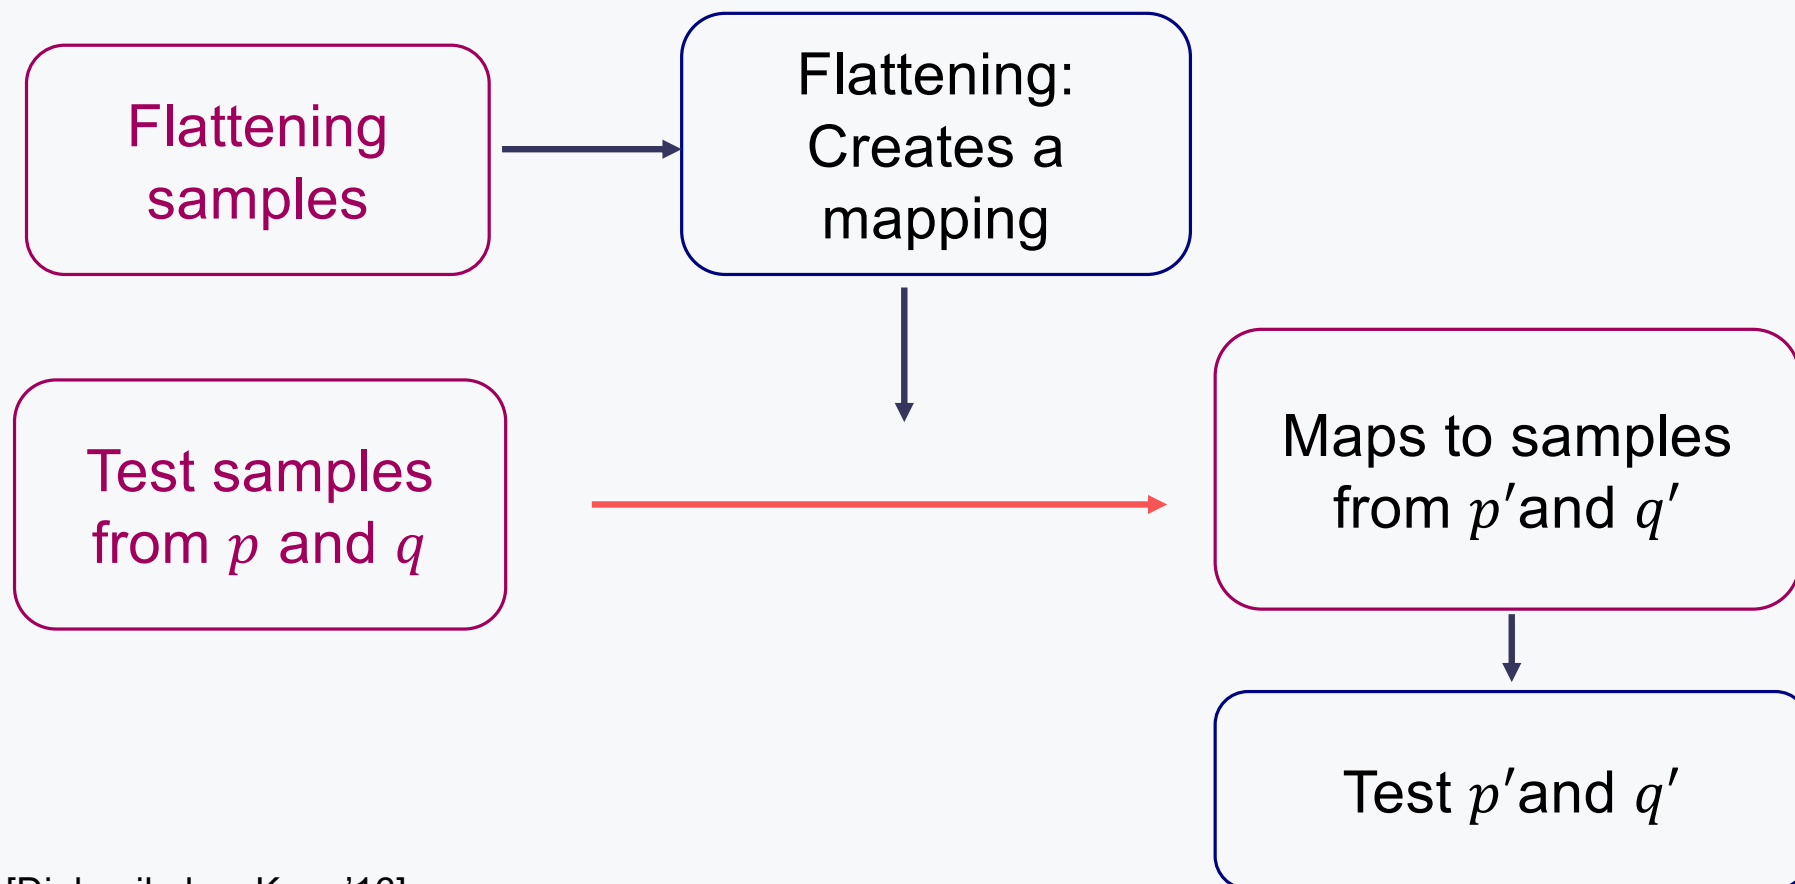 Flattening
samples
Flattening:
Creates a
mapping
Test samples
from p and q
Maps to samples
from p′and q′
Test p′and q′